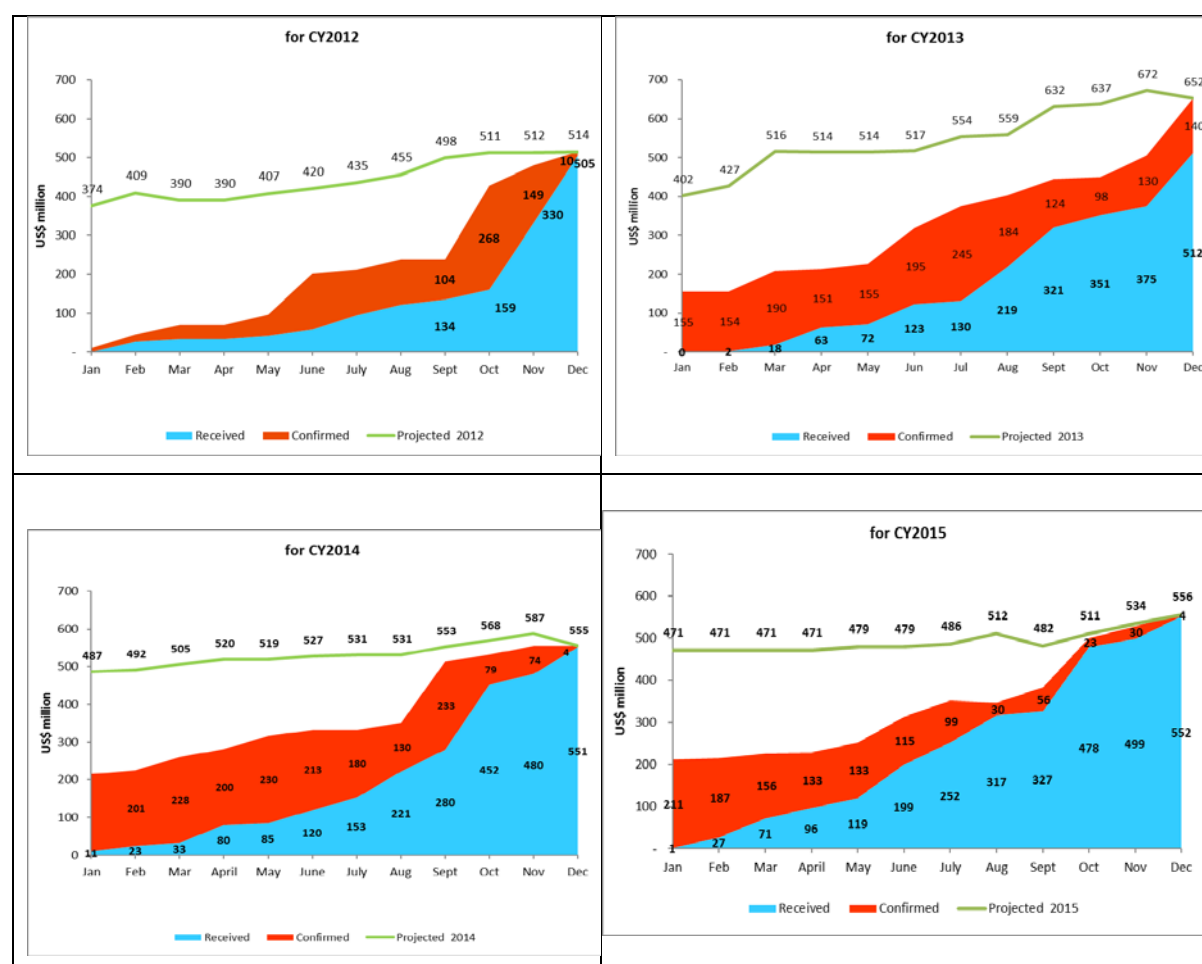 for CY2012
700
600
500
400
300
200
100
-
US$ million
374 409 390 390 407 420 435 455 498 511 512 514
104 268 149 10
134 159 330 505
Jan Feb Mar Apr May June July Aug Sept Oct Nov Dec
Received Confirmed Projected 2012
for CY2013
700
600
500
400
300
200
100
-
US$ million
402 427 516 514 514 517 554 559 632 637 672 652
155 154 190 151 155 195 245 184 124 98 130 140
0 2 18 63 72 123 130 219 321 351 375 512
Jan Feb Mar Apr May Jun Jul Aug Sept Oct Nov Dec
Received Confirmed Projected 2013
for CY2014
700
600
500
400
300
200
100
0
US$ million
487 492 505 520 519 527 531 531 553 568 587 555
201 228 200 230 213 180 130 233 79 74 4
11 23 33 80 85 120 153 221 280 452 480 551
Jan Feb Mar April May June July Aug Sept Oct Nov Dec
Received Confirmed Projected 2014
for CY2015
700
600
500
400
300
200
100
-
US$ million
471 471 471 471 479 479 486 512 482 511 534 556
211 187 156 133 133 115 99 30 56 23 30 4
1 27 71 96 119 199 252 317 327 478 499 552
Jan Feb Mar April May June July Aug Sept Oct Nov Dec
Received Confirmed Projected 2015